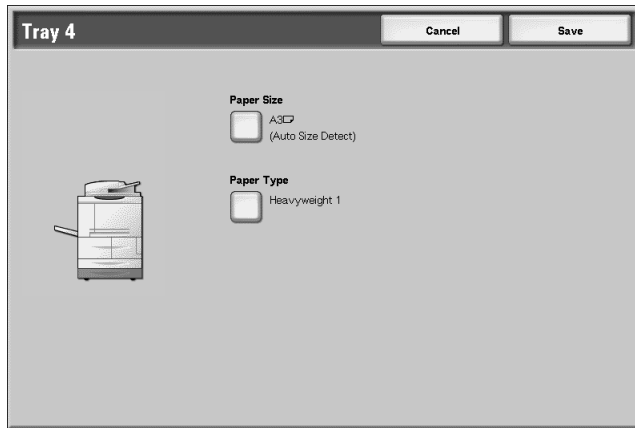 Tray 4
Cancel
Save
Paper Size
A3
(Auto Size Detect)
Paper Type
Heavyweight 1